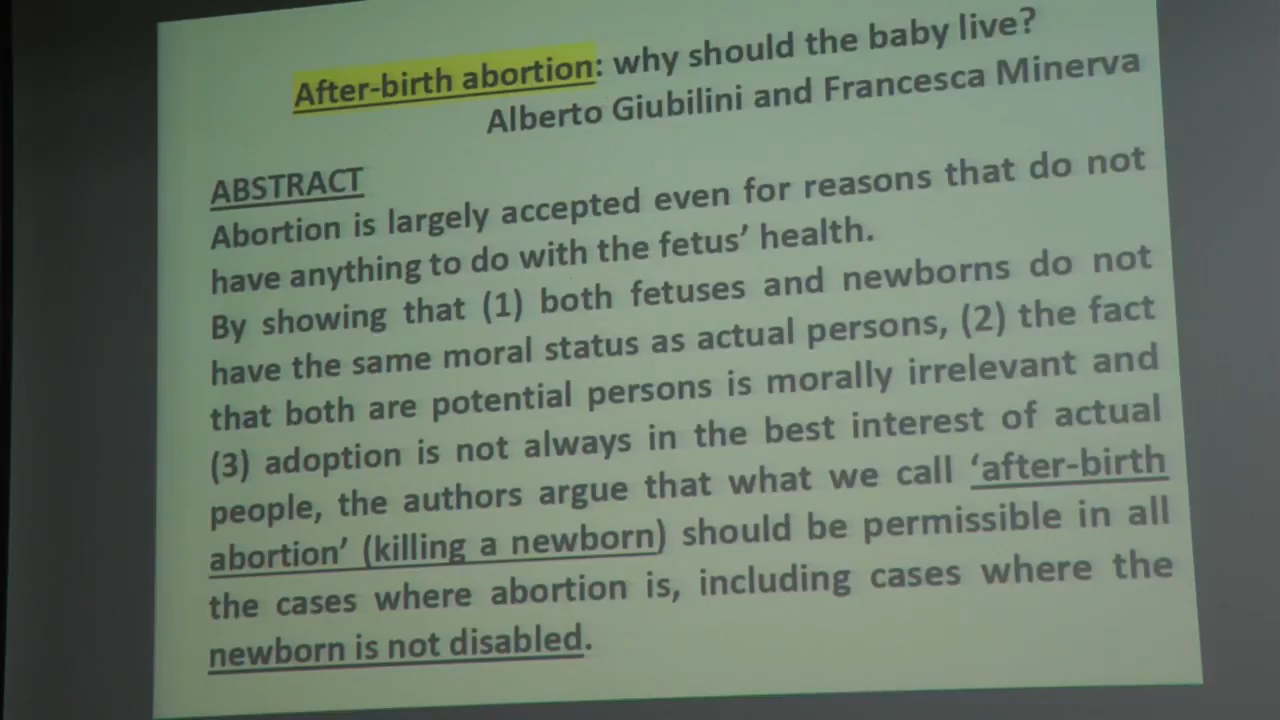 After-birth abortion: why should the baby live?
Alberto Giubilini and Francesca Minerva
ABSTRACT
Abortion is largely accepted even for reasons that do not
have anything to do with the fetus’ health.
By showing that (1) both fetuses and newborns do not
have the same moral status as actual persons, (2) the fact
that both are potential persons is morally irrelevant and
(3) adoption is not always in the best interest of actual
people, the authors argue that what we call ‘after-birth
abortion’ (killing a newborn) should be permissible in all
the cases where abortion is, including cases where the
newborn is not disabled.